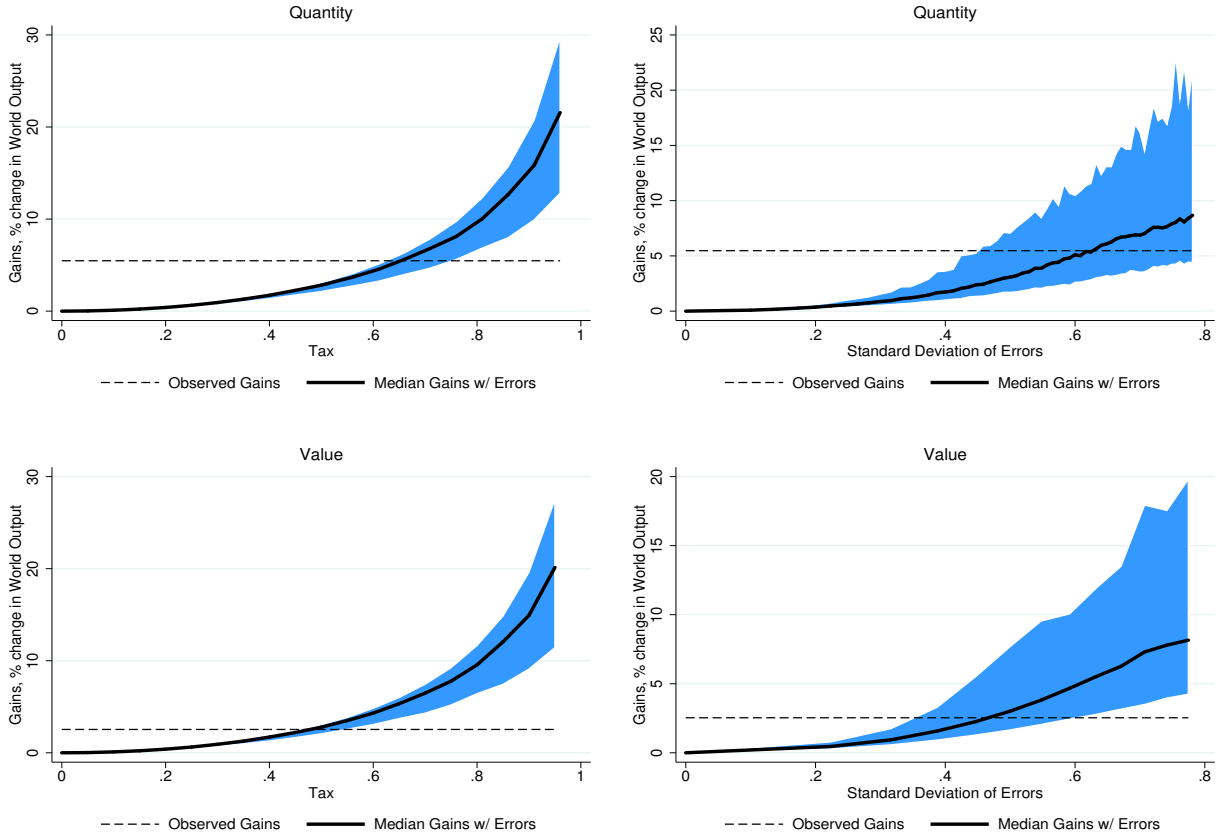 Quantity
Gains, % change in World Output
30
20
10
0
0 .2 .4 .6 .8 1
Tax
Observed Gains Median Gains w/ Errors
Quantity
Gains, % change in World Output
25
20
15
10
5
0
0 .2 .4 .6 .8
Standard Deviation of Errors
Observed Gains Median Gains w/ Errors
Value
Gains, % change in World Output
30
20
10
0
0 .2 .4 .6 .8 1
Tax
Observed Gains Median Gains w/ Errors
Value
Gains, % change in World Output
20
15
10
5
0
0 .2 .4 .6 .8
Standard Deviation of Errors
Observed Gains Median Gains w/ Errors